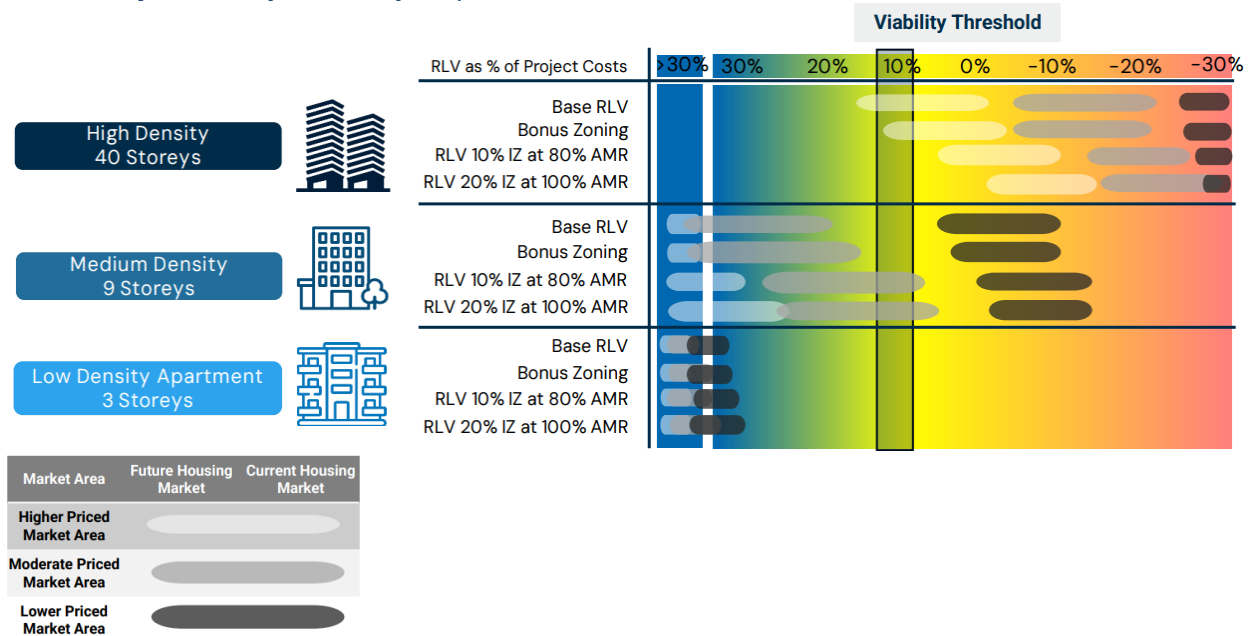 Viability Threshold
RLV as % of Project Costs >30% 30% 20% 10% 0% -10% -20% -30%
High Density
40 Storeys
Base RLV
Bonus Zoning
RLV 10% IZ at 80% AMR
RLV 20% IZ at 100% AMR
Medium Density
9 Storeys
Base RLV
Bonus Zoning
RLV 10% IZ at 80% AMR
RLV 20% IZ at 100% AMR
Low Density Apartment
3 Storeys
Base RLV
Bonus Zoning
RLV 10% IZ at 80% AMR
RLV 20% IZ at 100% AMR
Market Area
Future Housing
Market
Current Housing
Market
Higher Priced
Market Area
Moderate Priced
Market Area
Lower Priced
Market Area